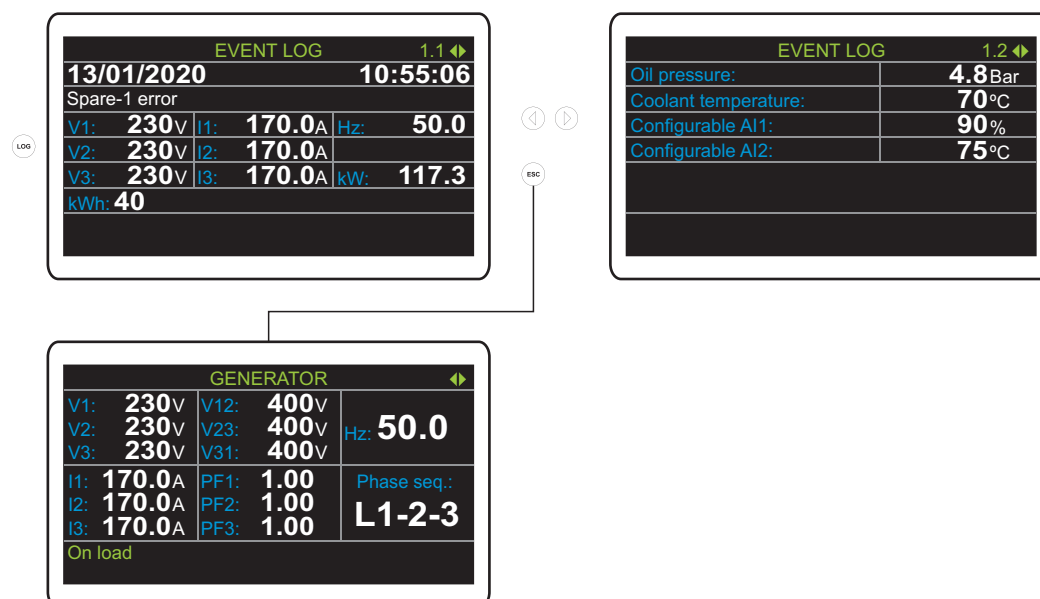 EVENT LOG 1.1
13/01/2020 10:55:06
Spare-1 error
V1: 230V I1: 170.0A Hz: 50.0
V2: 230V I2: 170.0A
V3: 230V I3: 170.0A kW: 117.3
kWh: 40
LOG
ESC
EVENT LOG 1.2
Oil pressure: 4.8Bar
Coolant temperature: 70ºC
Configurable AI1: 90%
Configurable AI2: 75ºC
GENERATOR
V1: 230V V12: 400V
V2: 230V V23: 400V Hz: 50.0
V3: 230V V31: 400V
I1: 170.0A PF1: 1.00 Phase seq.:
I2: 170.0A PF2: 1.00 L1-2-3
I3: 170.0A PF3: 1.00
On load